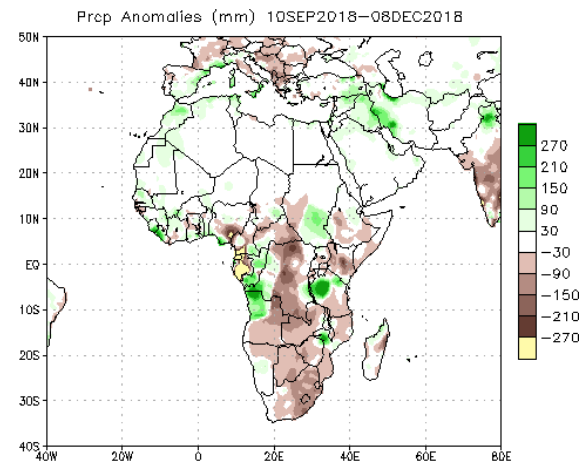 Prcp Anomalies (mm) 10SEP2018–08DEC2018
50N
40N
30N
20N
10N
EQ
10S
20S
30S
40S
40W 20W 0 20E 40E 60E 80E
270
210
150
90
30
−30
−90
−150
−210
−270